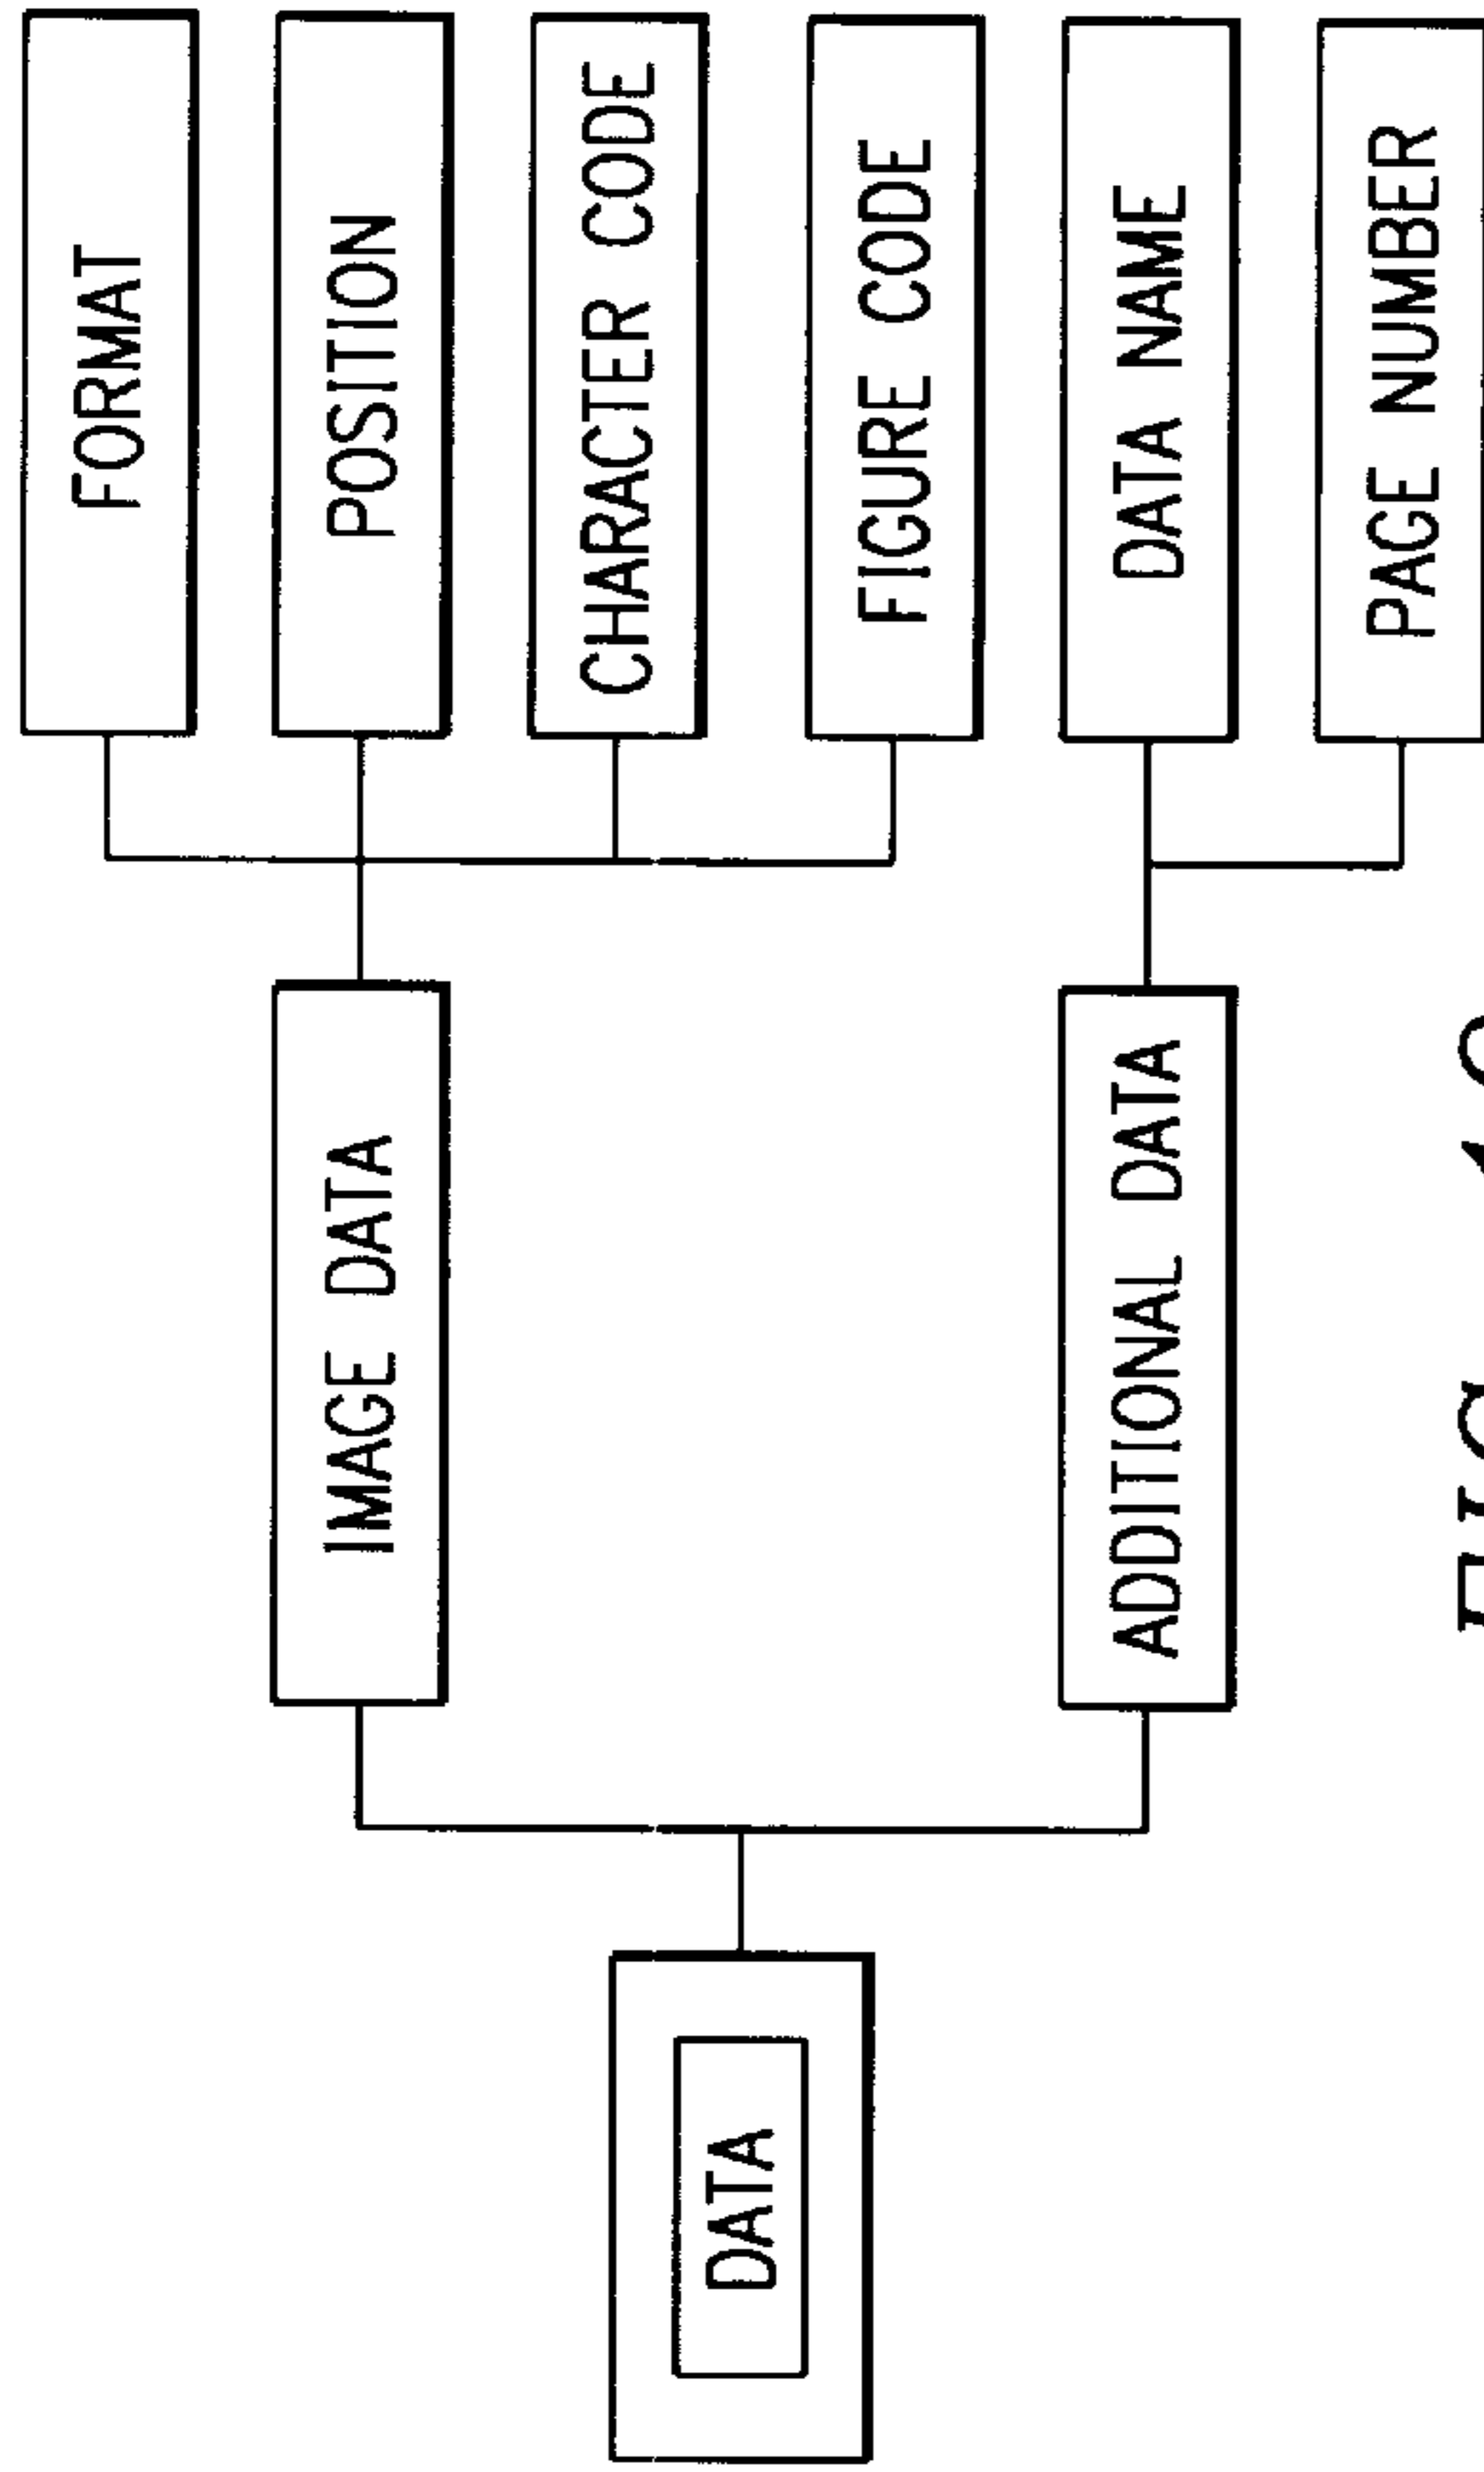 FORMAT
POSITION
CHARACTER CODE
FIGURE CODE
DATA NAME
PAGE NUMBER
IMAGE DATA
ADDITIONAL DATA
DATA